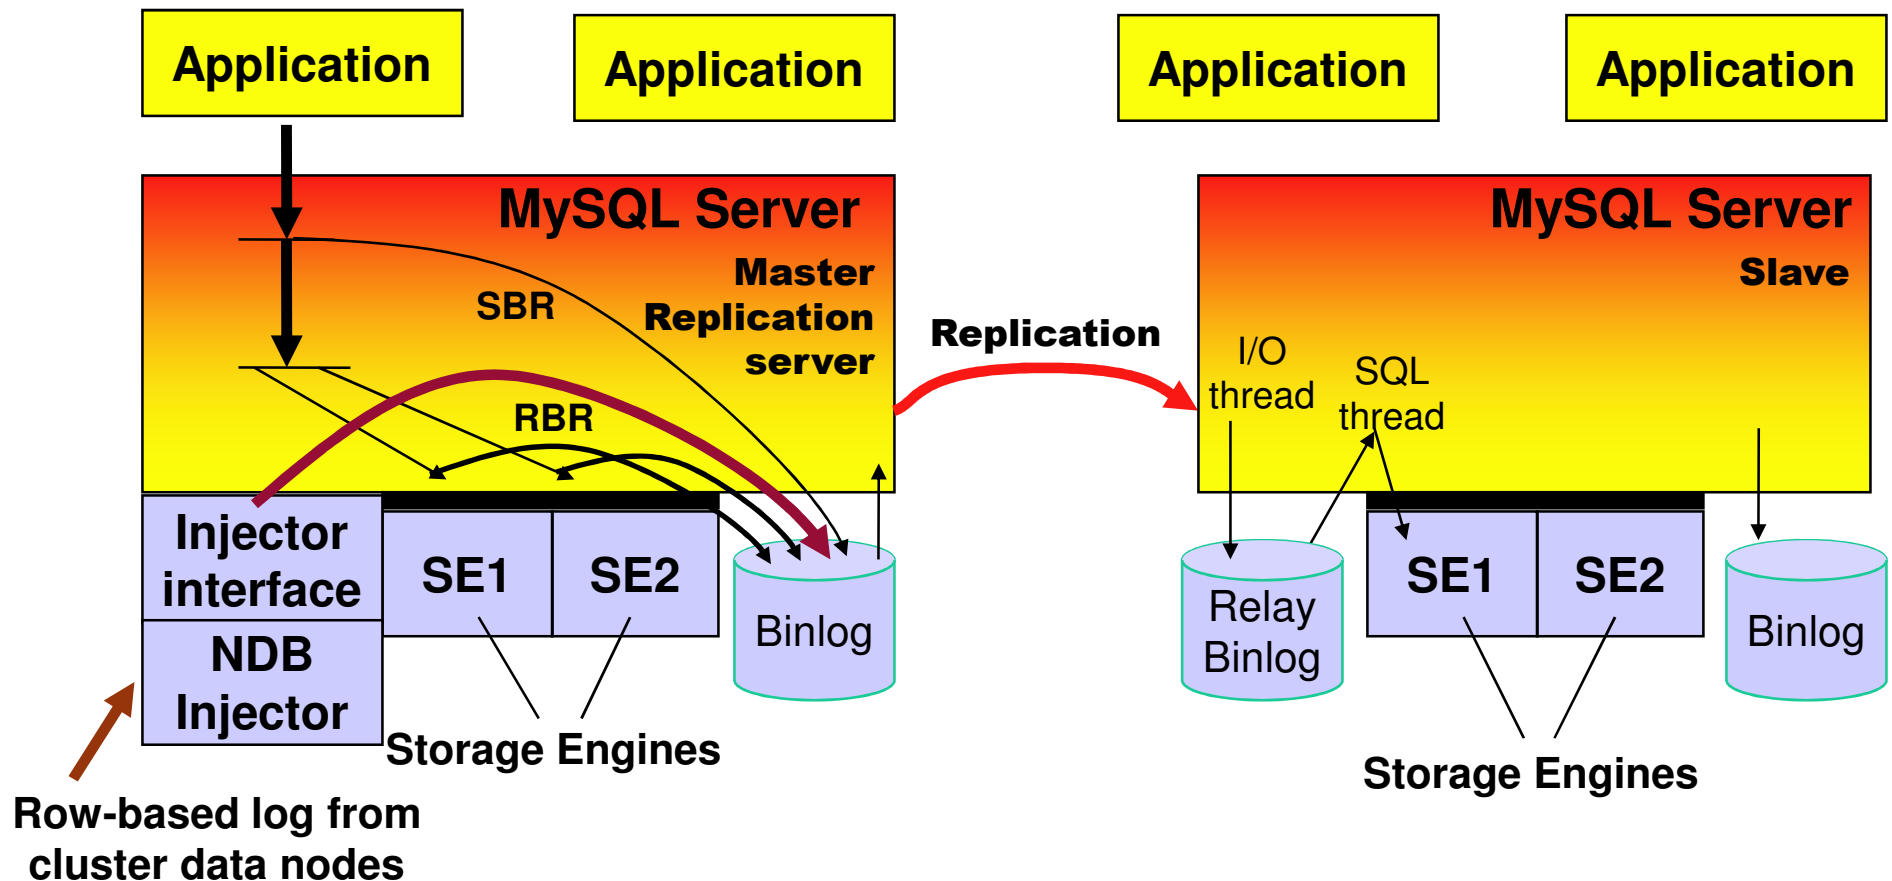 Application
Application
Application
Application
MySQL Server
Master
Replication
server
SBR
RBR
Replication
MySQL Server
Slave
I/O
thread
SQL
thread
Injector
interface
NDB
Injector
SE1
SE2
Binlog
Storage Engines
Row-based log from
cluster data nodes
Relay
Binlog
SE1
SE2
Binlog
Storage Engines